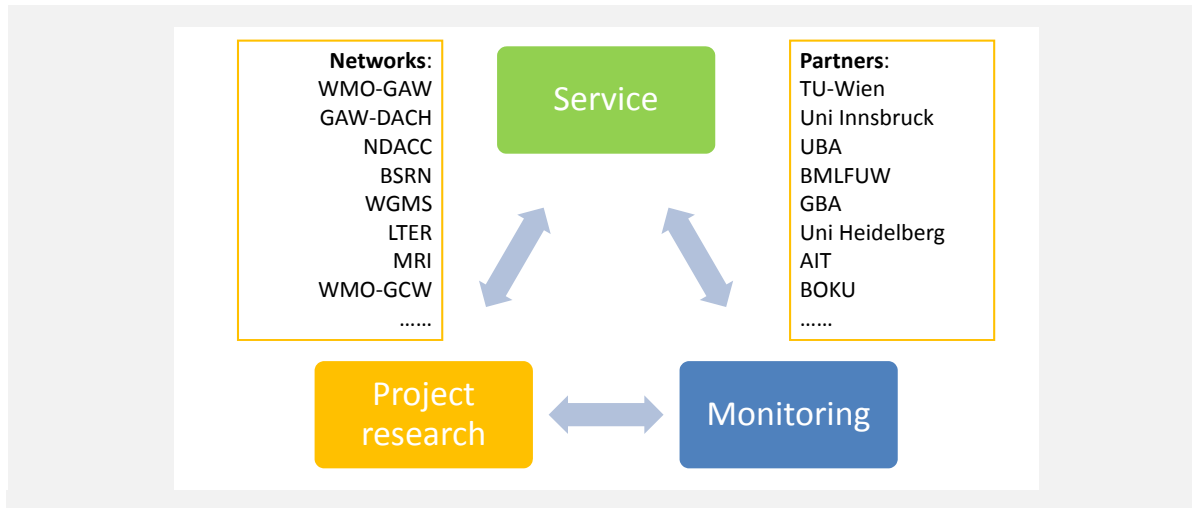 Networks:
WMO-GAW
GAW-DACH
NDACC
BSRN
WGMS
LTER
MRI
WMO-GCW
......
Service
Partners:
TU-Wien
Uni Innsbruck
UBA
BMLFUW
GBA
Uni Heidelberg
AIT
BOKU
......
Project
research
Monitoring